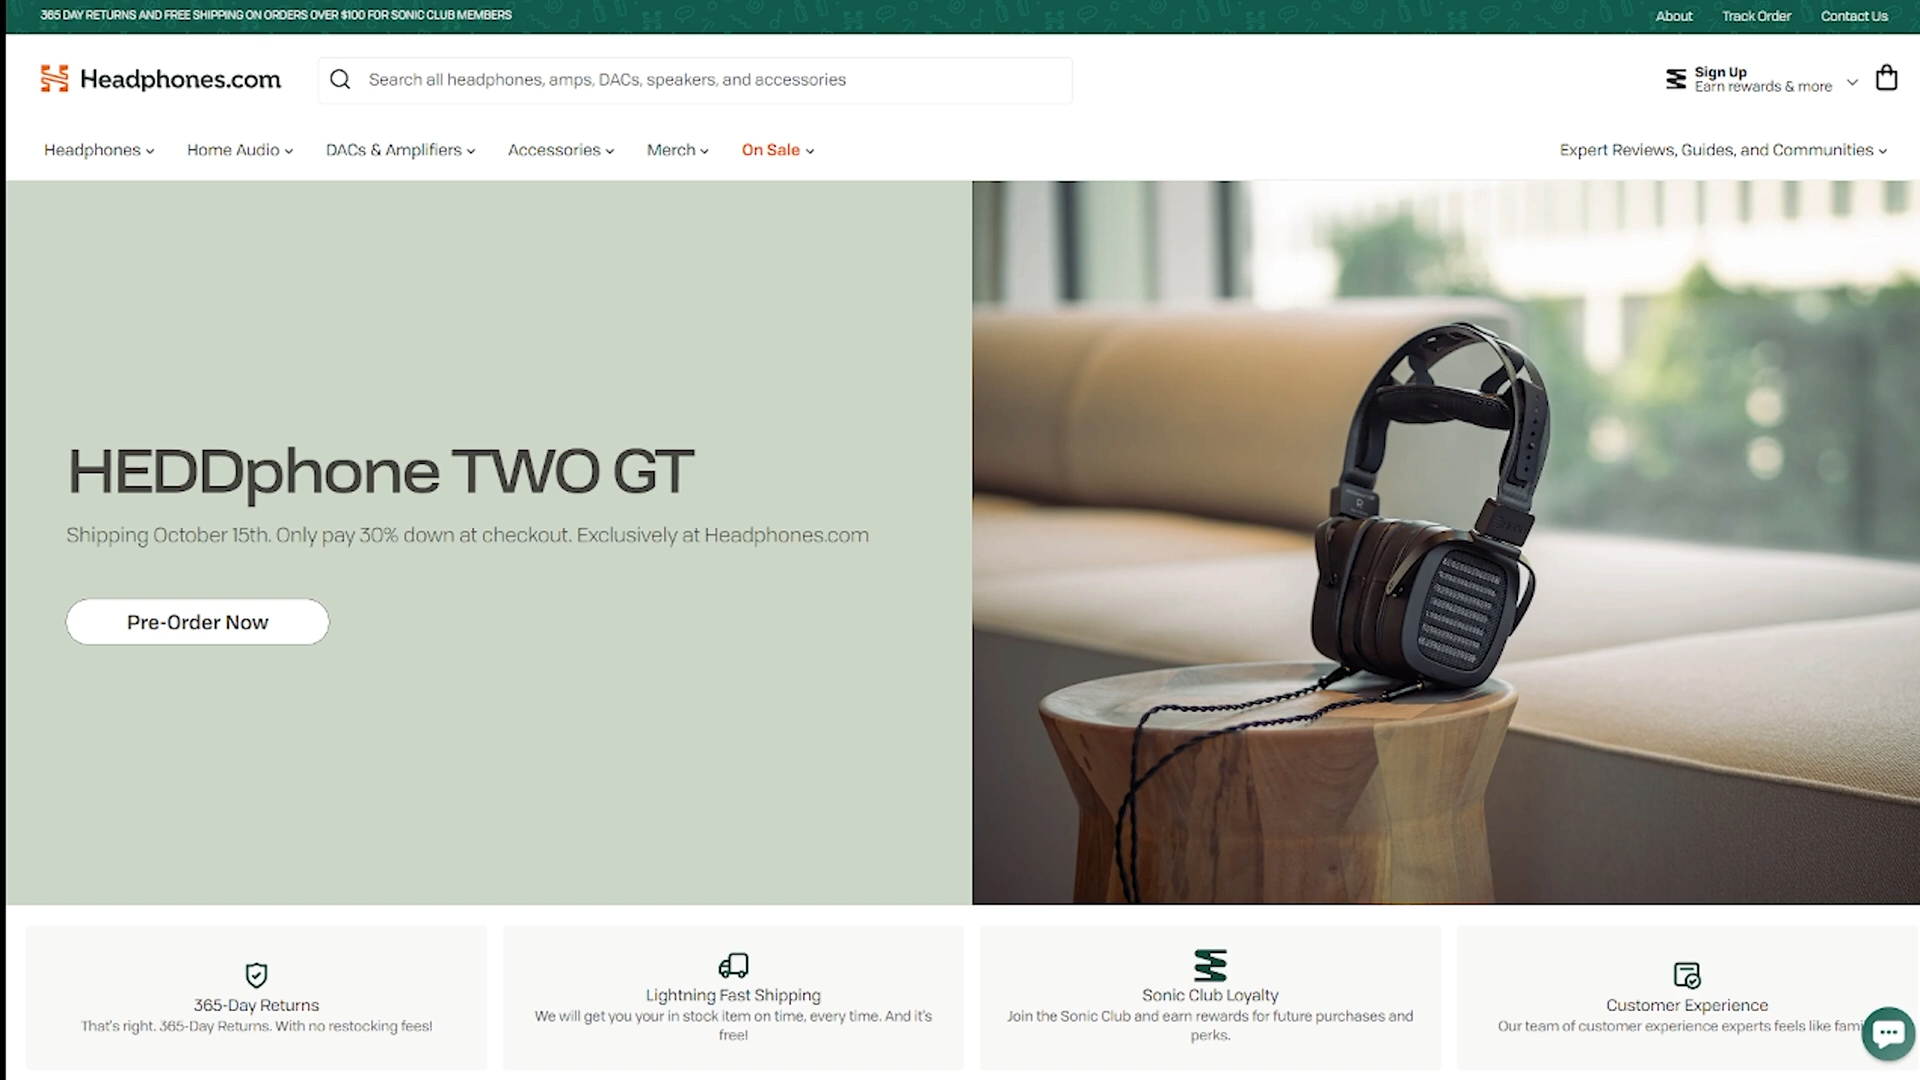 365 DAY RETURNS AND FREE SHIPPING ON ORDERS OVER $100 FOR SONIC CLUB MEMBERS
About Track Order Contact Us
Headphones.com
Search all headphones, amps, DACs, speakers, and accessories
Sign Up
Earn rewards & more
Headphones Home Audio DACs & Amplifiers Accessories Merch On Sale Expert Reviews, Guides, and Communities
HEDDphone TWO GT
Shipping October 15th. Only pay 30% down at checkout. Exclusively at Headphones.com
Pre-Order Now
R
365-Day Returns
That's right. 365-Day Returns. With no restocking fees!
Lightning Fast Shipping
We will get you your in stock item on time, every time. And it's
free!
Sonic Club Loyalty
Join the Sonic Club and earn rewards for future purchases and
perks.
Customer Experience
Our team of customer experience experts feels like fami